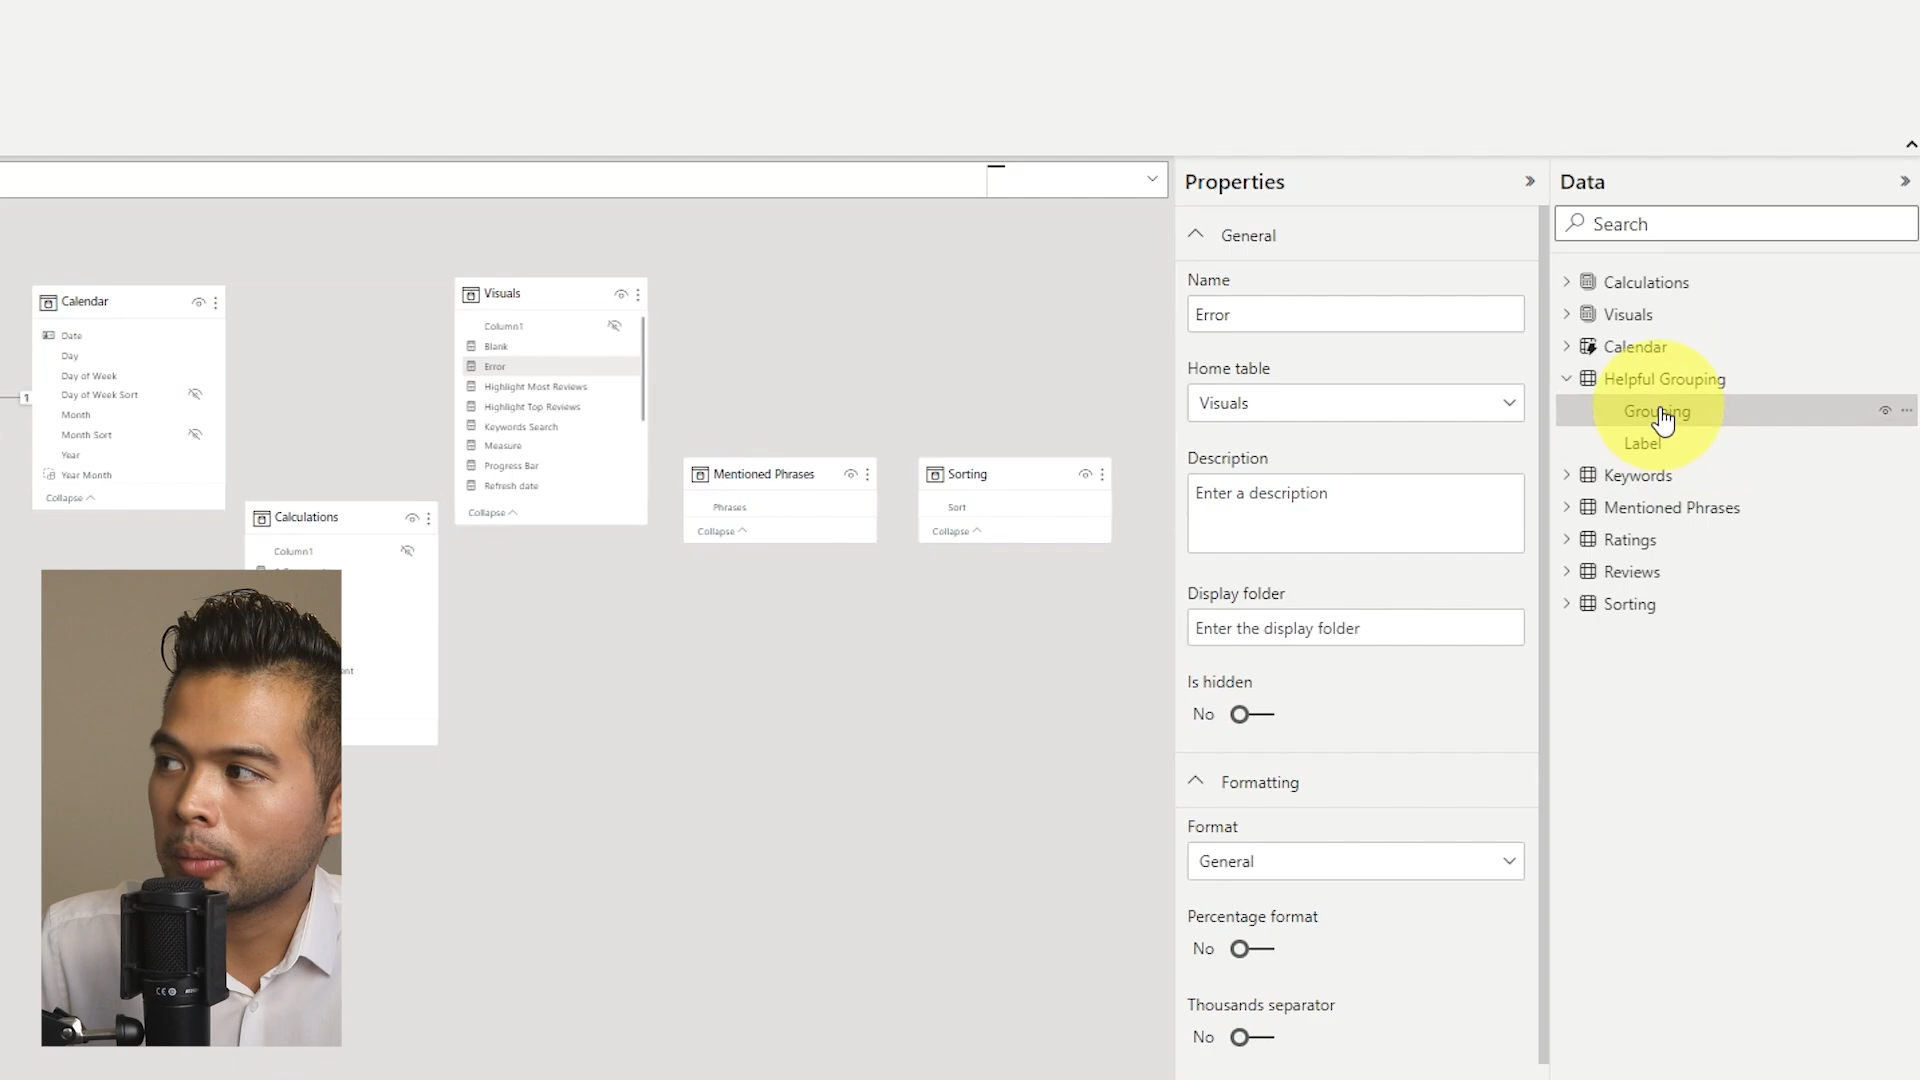 Calendar
Date
Day
Day of Week
Day of Week Sort
Month
Month Sort
Year
Year Month
Collapse
1
Calculations
Column1
Visuals
Column1
Blank
Error
Highlight Most Reviews
Highlight Top Reviews
Keywords Search
Measure
Progress Bar
Refresh date
Collapse
Mentioned Phrases
Phrases
Collapse
Sorting
Sort
Collapse
Properties
General
Name
Error
Home table
Visuals
Description
Enter a description
Display folder
Enter the display folder
Is hidden
No
Formatting
Format
General
Percentage format
No
Thousands separator
No
Data
Search
Calculations
Visuals
Calendar
Helpful Grouping
Grouping
Label
Keywords
Mentioned Phrases
Ratings
Reviews
Sorting